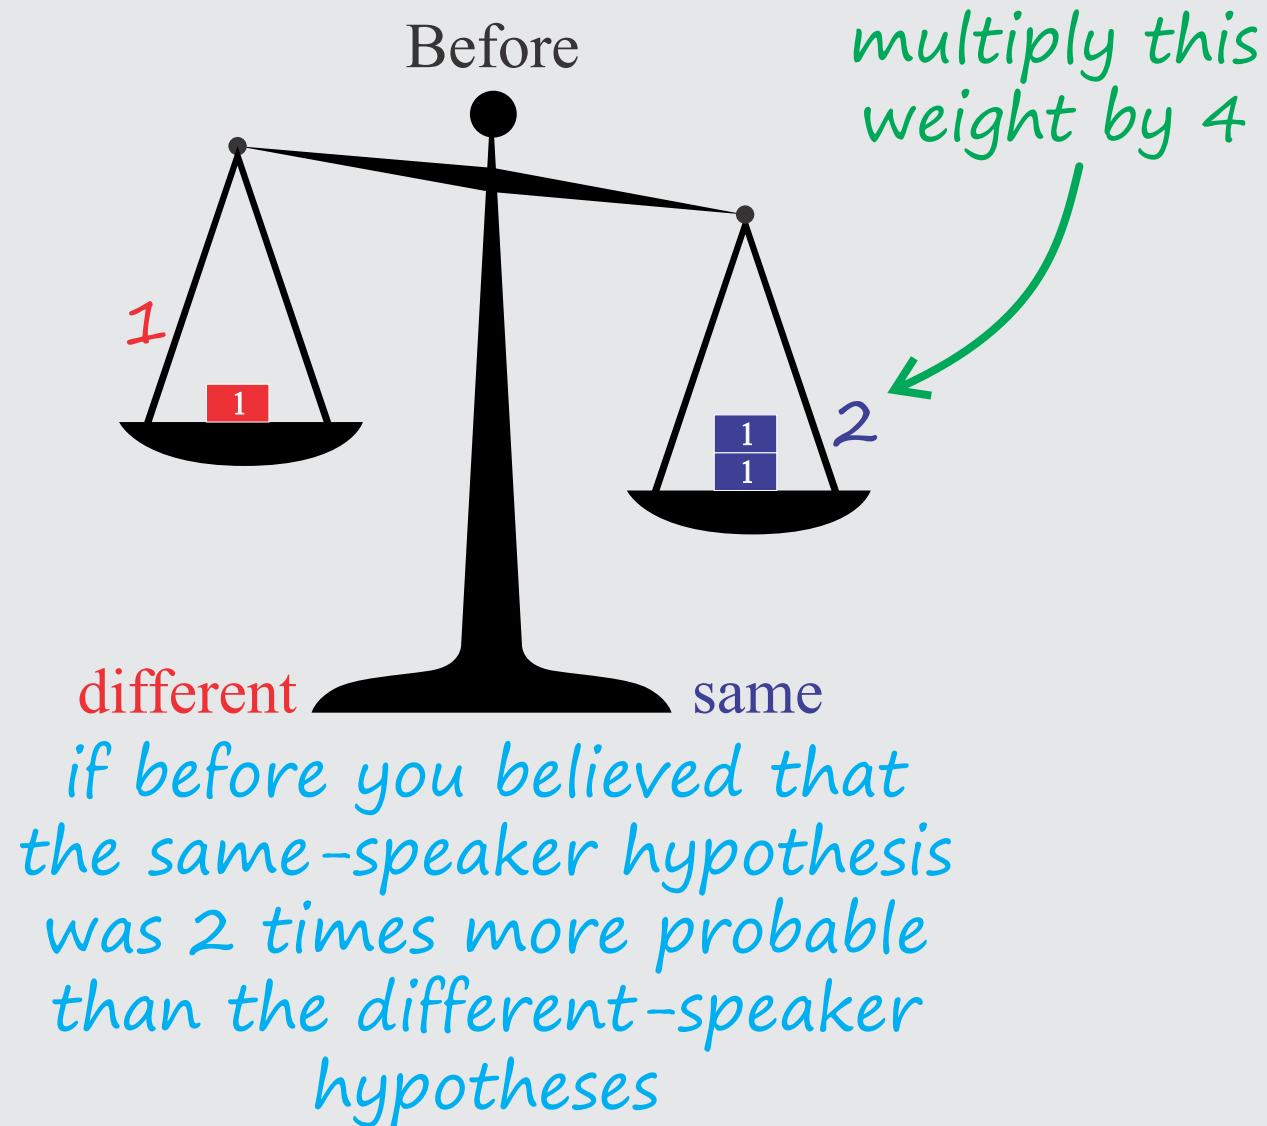 Before
multiply this
weight by 4
1
1
2
1
1
different
same
if before you believed that
the same-speaker hypothesis
was 2 times more probable
than the different-speaker
hypotheses